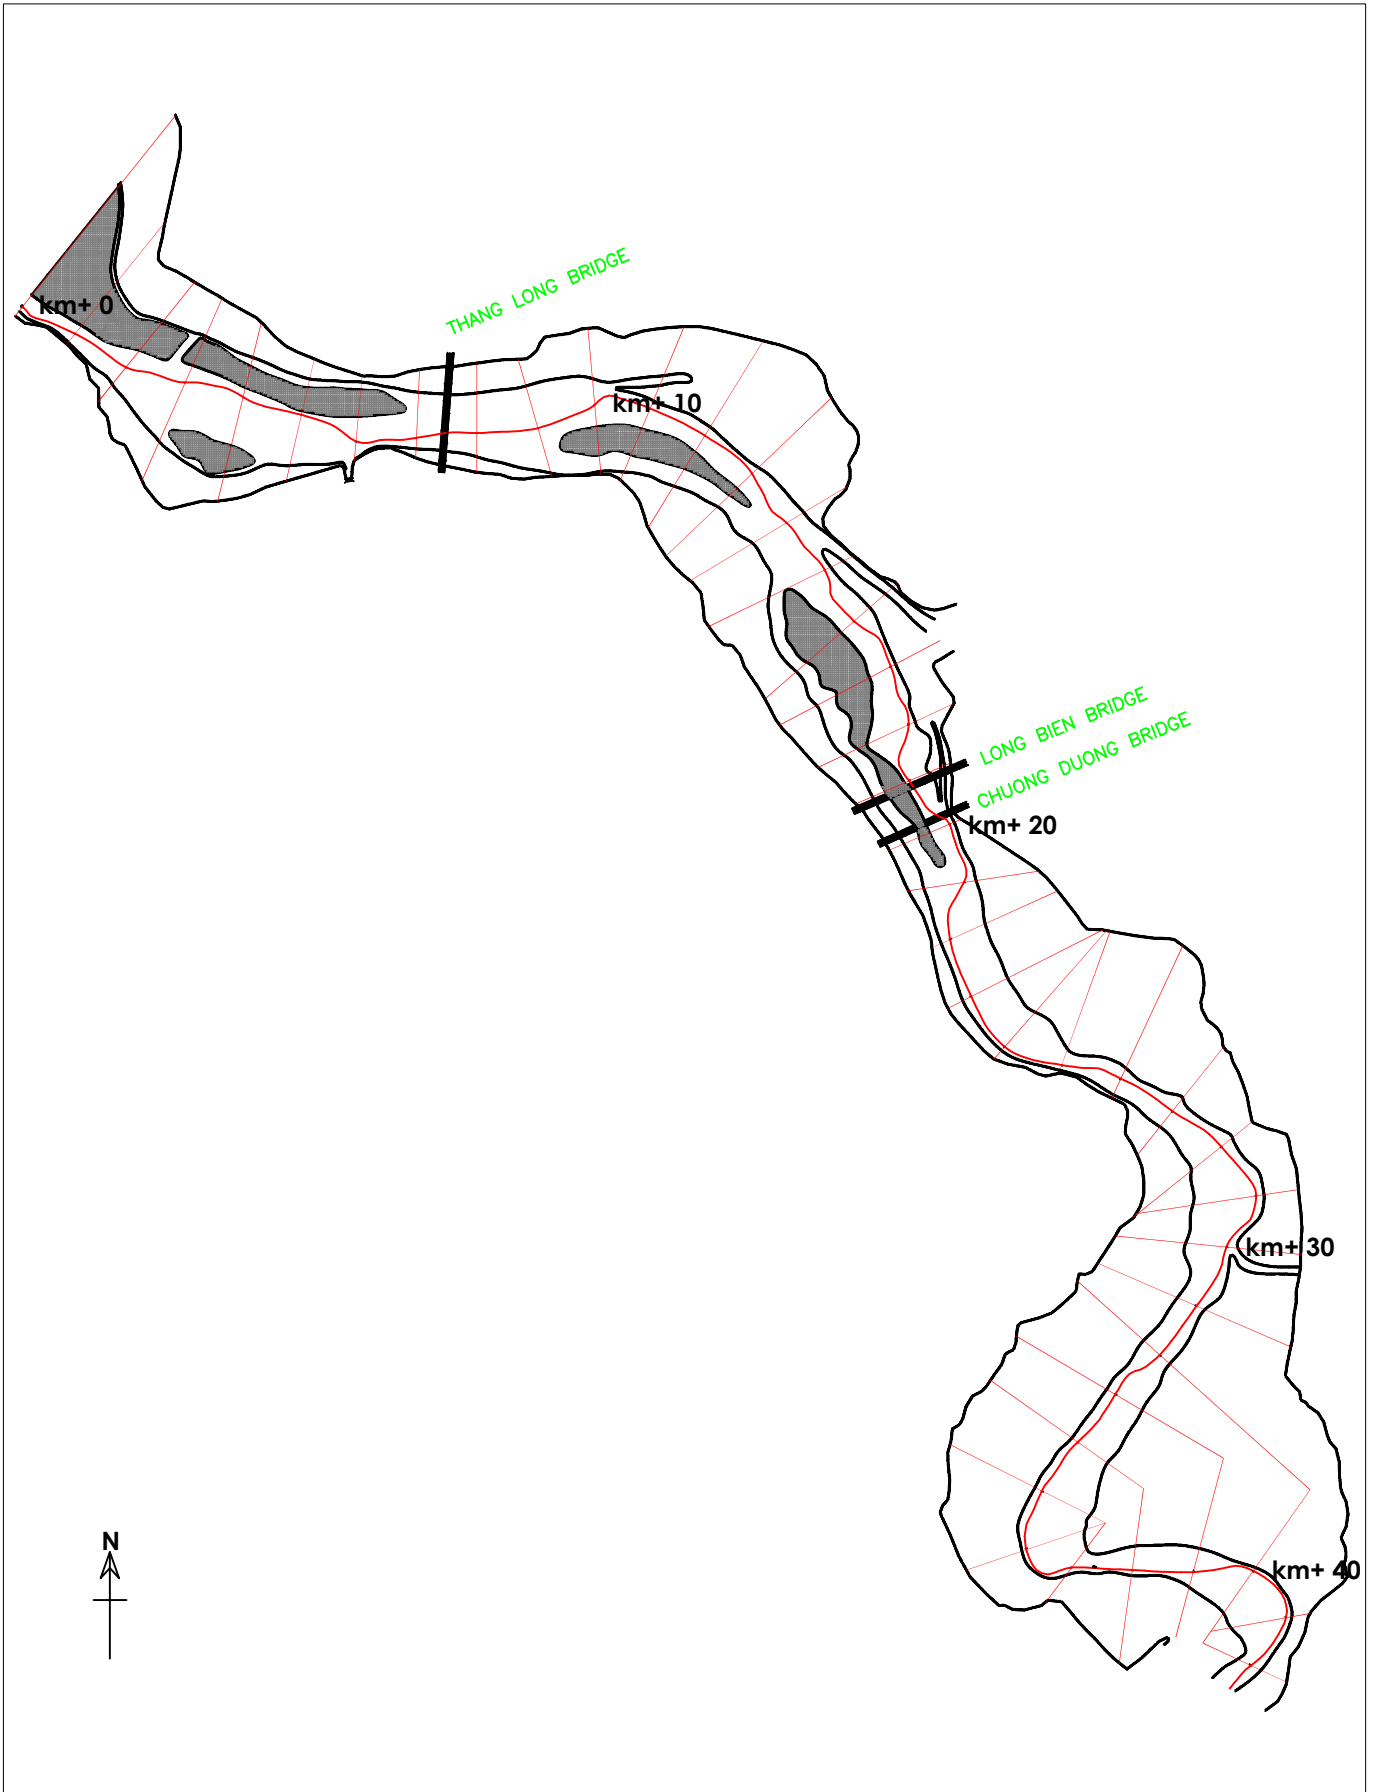 THANG LONG BRIDGE
km+ 0
km+ 10
LONG BIEN BRIDGE
CHUONG DUONG BRIDGE
km+ 20
km+ 30
N
km+ 40